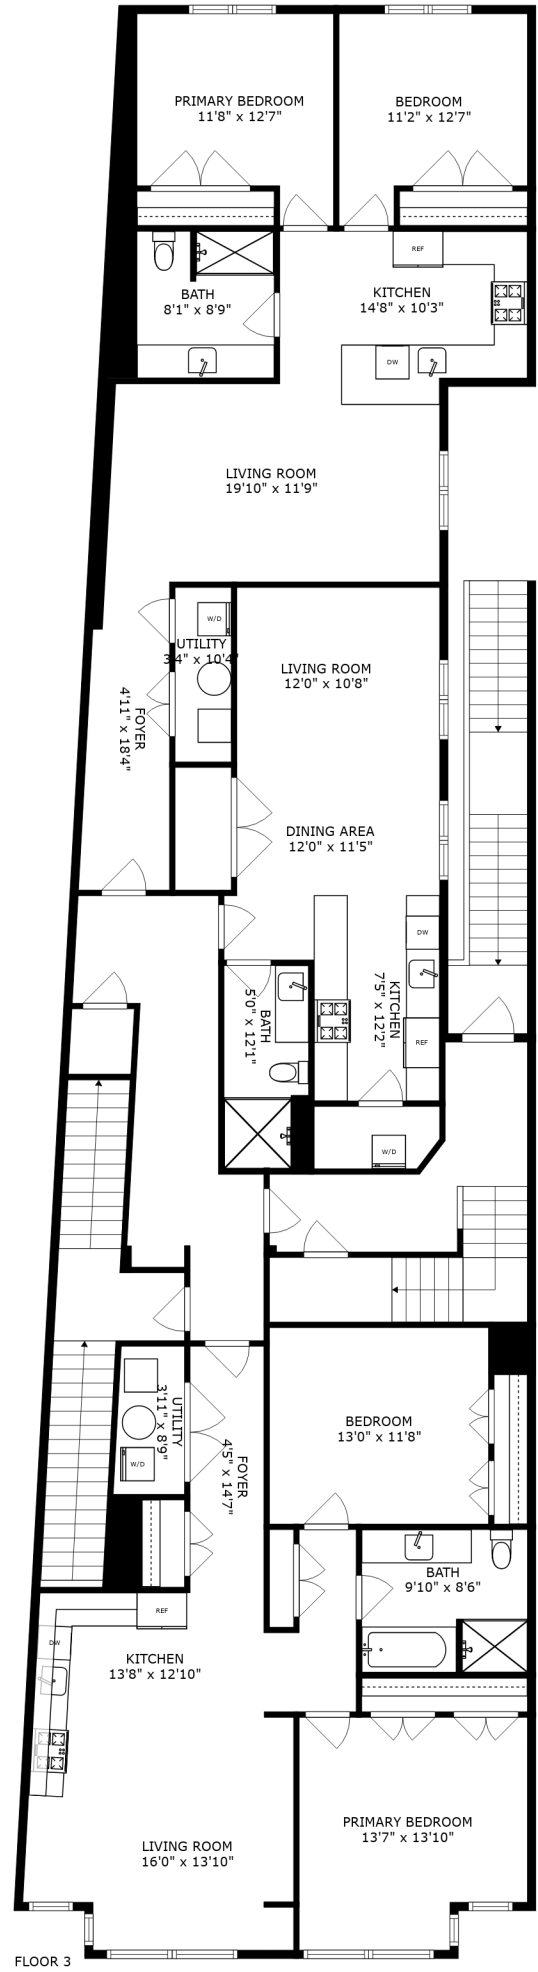 PRIMARY BEDROOM
11'8" x 12'7"
BEDROOM
11'2" x 12'7"
REF
BATH
8'1" x 8'9"
KITCHEN
14'8" x 10'3"
DW
LIVING ROOM
19'10" x 11'9"
W/D
UTILITY
3'4" x 10'4"
LIVING ROOM
12'0" x 10'8"
FOYER
4'11" x 18'4"
DINING AREA
12'0" x 11'5"
DW
KITCHEN
7'5" x 12'2"
BATH
5'0" x 12'1"
REF
W/D
BEDROOM
13'0" x 11'8"
UTILITY
3'11" x 8'9"
W/D
FOYER
4'5" x 14'7"
BATH
9'10" x 8'6"
REF
DW
KITCHEN
13'8" x 12'10"
PRIMARY BEDROOM
13'7" x 13'10"
LIVING ROOM
16'0" x 13'10"
FLOOR 3